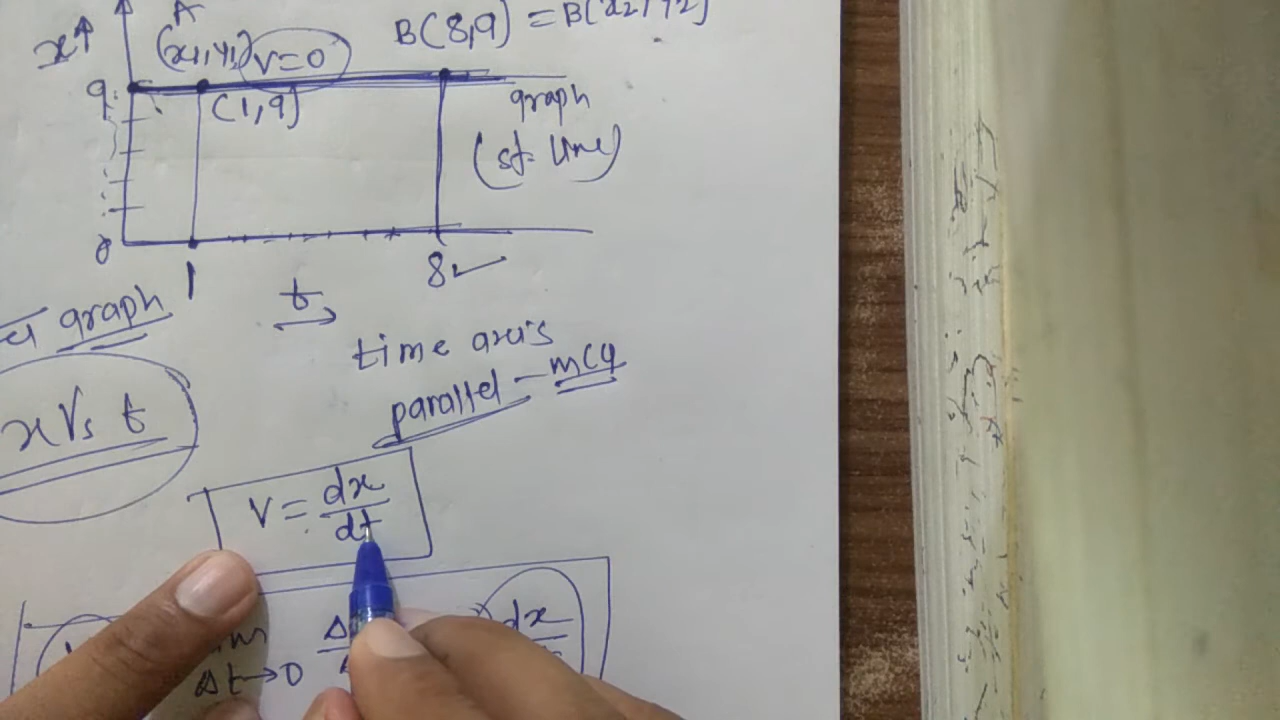 A
x↑ (x1,y1) v=0 B(8,9) = B(x2,y2)
9
(1,9) graph
(st. line)
0
1 8 ✓
t →
graph
time axis
parallel - MCQ
x Vs t
V = dx/dt
Δt→0 Δ dx